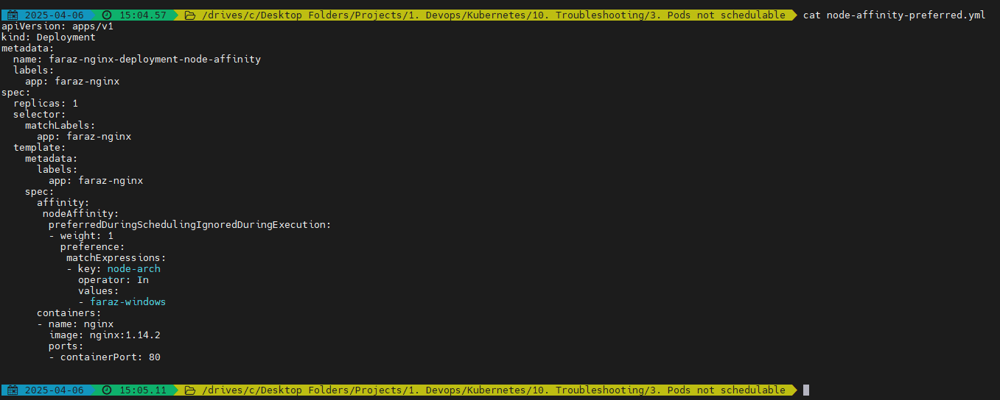 2025-04-06 15:04.57 /drives/c/Desktop Folders/Projects/1. Devops/Kubernetes/10. Troubleshooting/3. Pods not schedulable cat node-affinity-preferred.yml
apiVersion: apps/v1
kind: Deployment
metadata:
  name: faraz-nginx-deployment-node-affinity
  labels:
    app: faraz-nginx
spec:
  replicas: 1
  selector:
    matchLabels:
      app: faraz-nginx
  template:
    metadata:
      labels:
        app: faraz-nginx
    spec:
      affinity:
       nodeAffinity:
        preferredDuringSchedulingIgnoredDuringExecution:
        - weight: 1
          preference:
           matchExpressions:
           - key: node-arch
             operator: In
             values:
             - faraz-windows
      containers:
      - name: nginx
        image: nginx:1.14.2
        ports:
        - containerPort: 80
2025-04-06 15:05.11 /drives/c/Desktop Folders/Projects/1. Devops/Kubernetes/10. Troubleshooting/3. Pods not schedulable